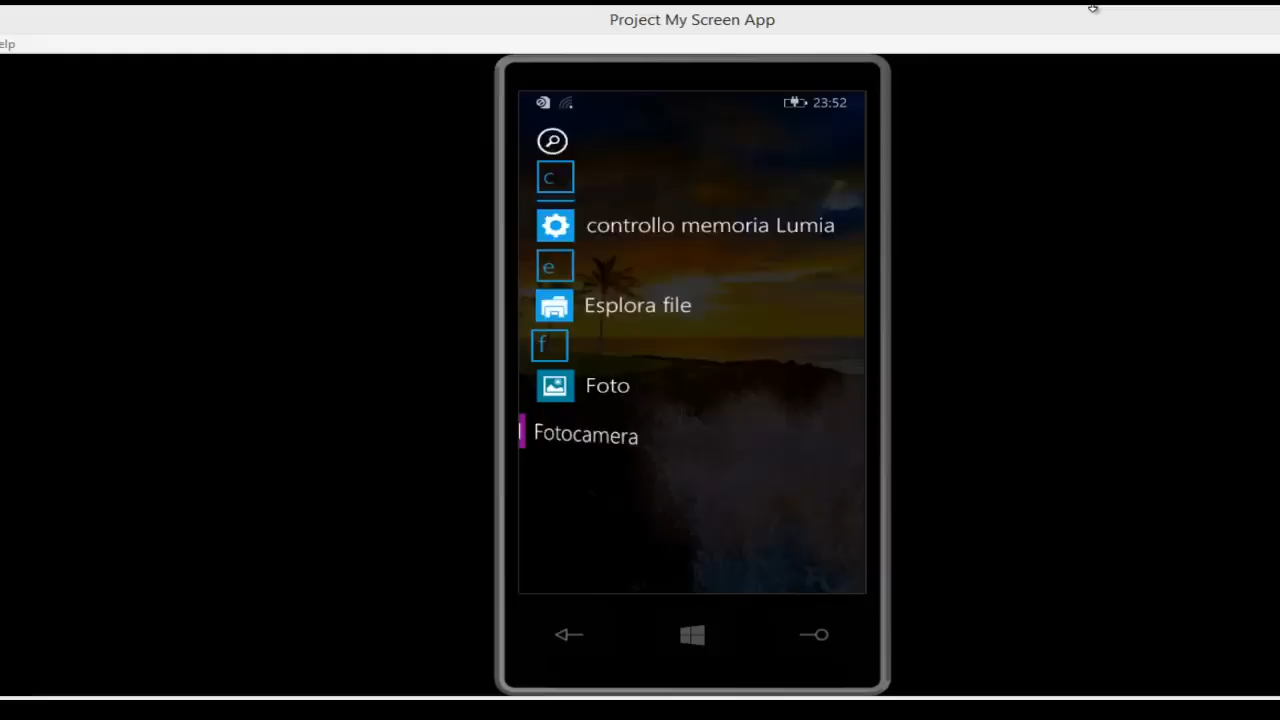 Project My Screen App
elp
23:52
c
controllo memoria Lumia
e
Esplora file
f
Foto
Fotocamera